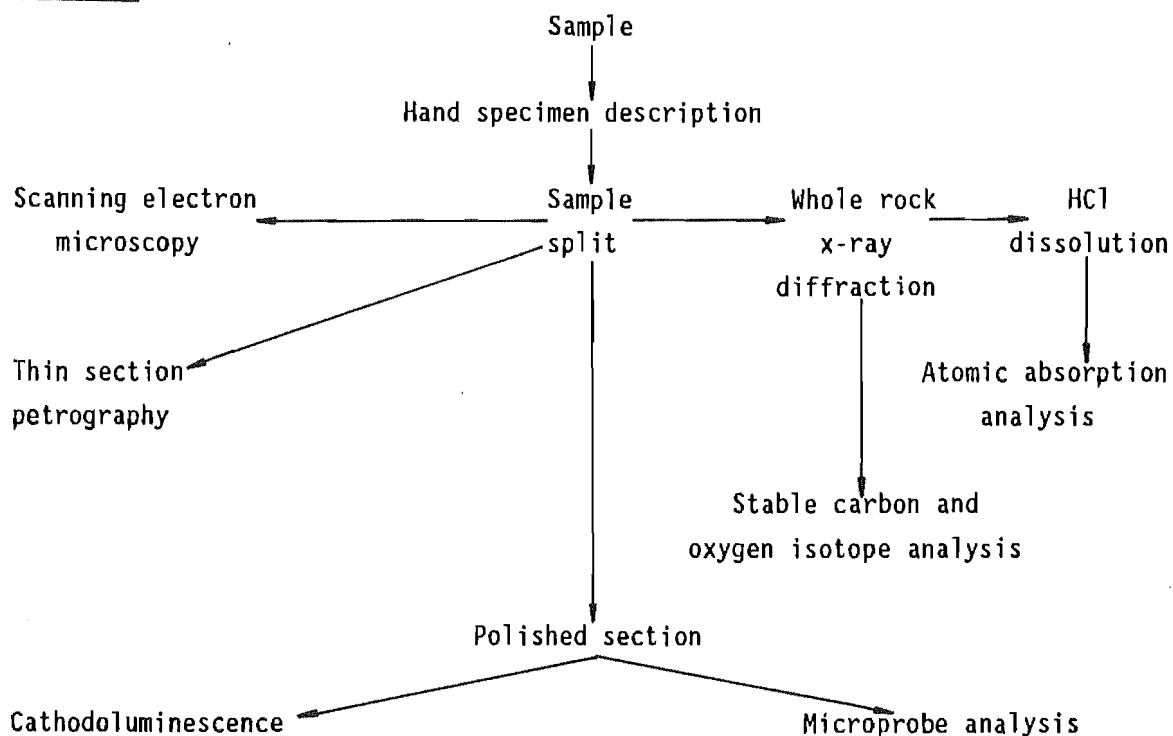 Sample
Hand specimen description
Scanning electron
microscopy
Sample
split
Whole rock
x-ray
diffraction
HCl
dissolution
Thin section
petrography
Atomic absorption
analysis
Stable carbon and
oxygen isotope analysis
Polished section
Cathodoluminescence
Microprobe analysis